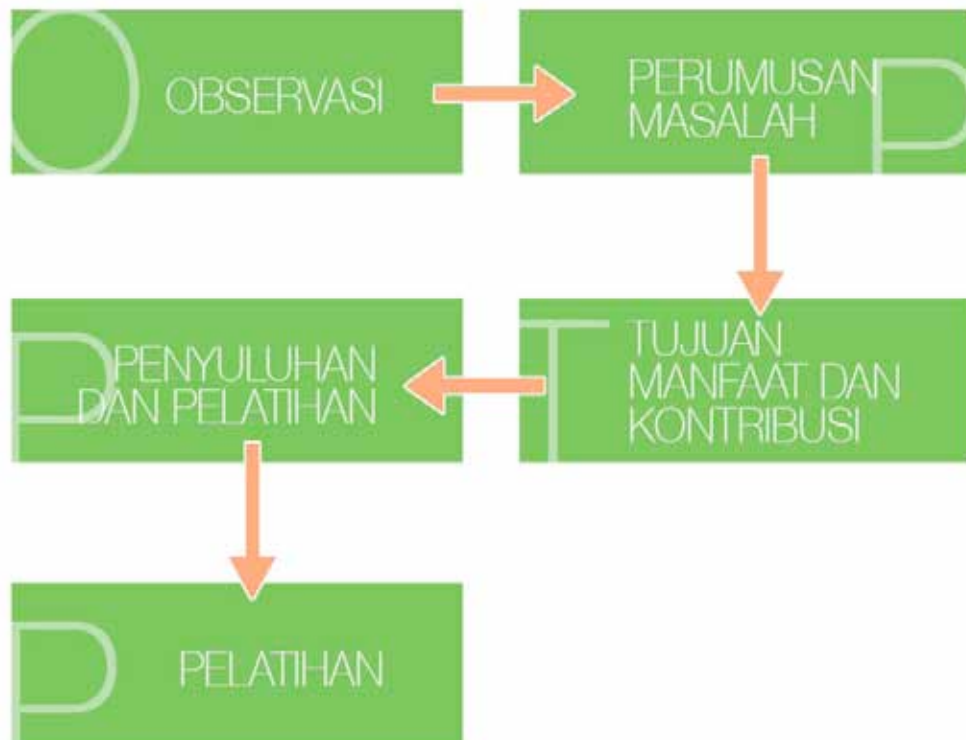 O
OBSERVASI
PERUMUSAN
MASALAH
P
T
TUJUAN
MANFAAT DAN
KONTRIBUSI
P
PENYULUHAN
DAN PELATIHAN
P
PELATIHAN